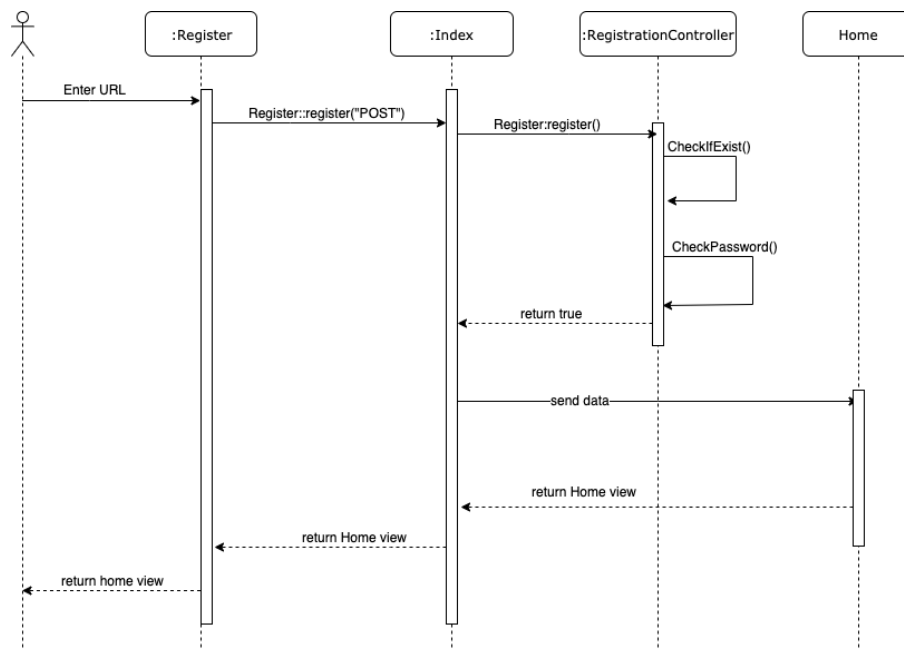 :Register
:Index
:RegistrationController
Home
Enter URL
Register::register("POST")
Register:register()
CheckIfExist()
CheckPassword()
return true
send data
return Home view
return Home view
return home view